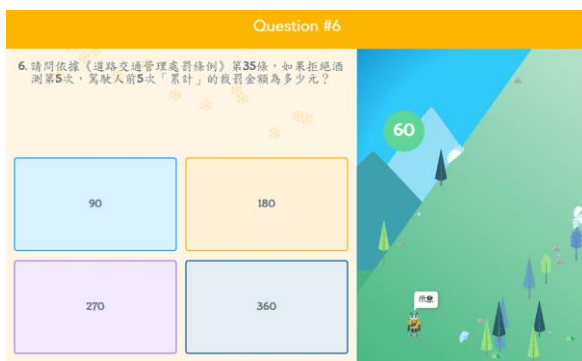 Question #6
6. 請問依據《道路交通管理處罰條例》第35條，如果拒絕酒
測第5次，駕駛人前5次「累計」的裁罰金額為多少元？
60
90
180
270
360
示意